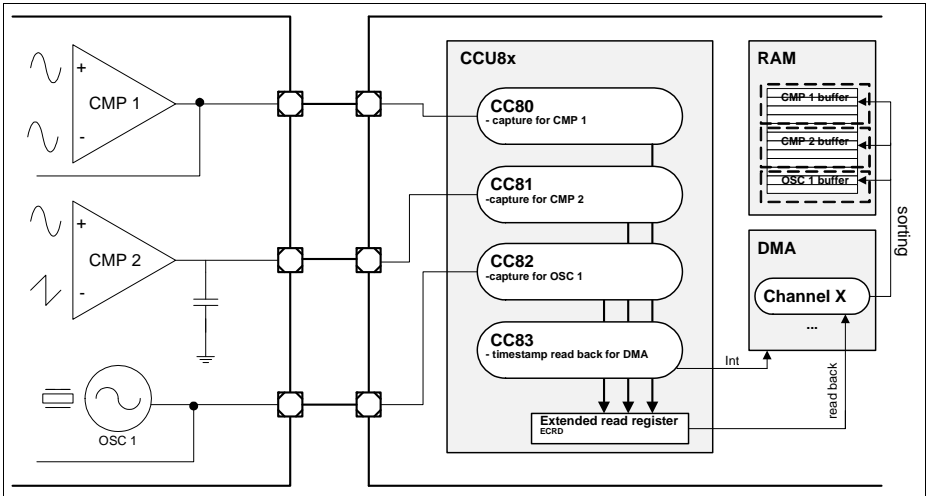 +
CMP 1
-
+
CMP 2
-
OSC 1
CCU8x
CC80
- capture for CMP 1
CC81
-capture for CMP 2
CC82
-capture for OSC 1
CC83
- timestamp read back for DMA
Extended read register
ECRD
Int
read back
RAM
CMP 1 buffer
CMP 2 buffer
OSC 1 buffer
sorting
DMA
Channel X
...